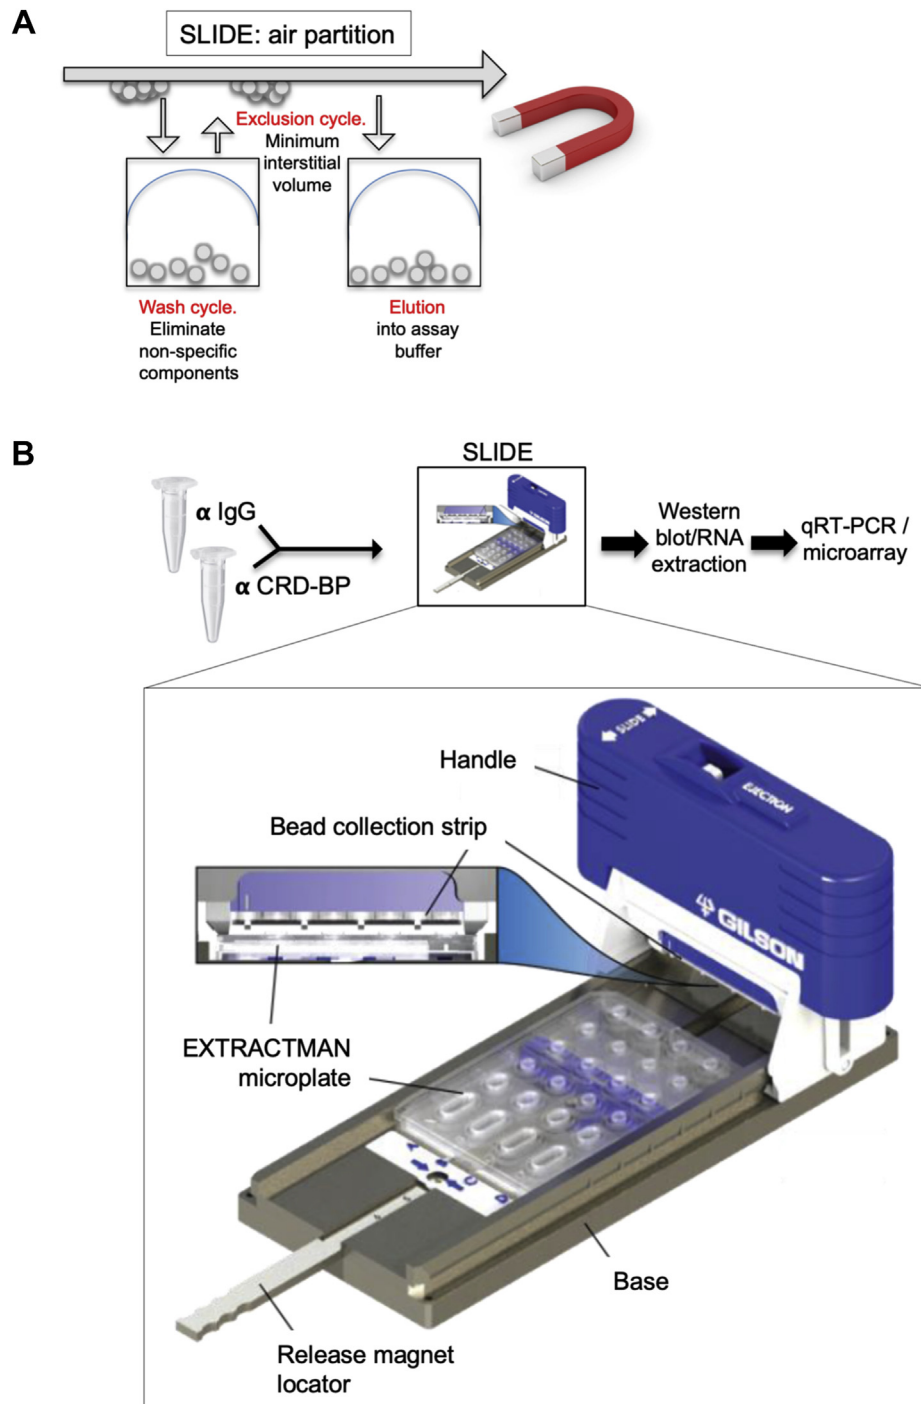 A
SLIDE: air partition
Exclusion cycle.
Minimum
interstitial
volume
Wash cycle.
Eliminate
non-specific
components
Elution
into assay
buffer
B
SLIDE
α IgG
α CRD-BP
Western
blot/RNA
extraction
qRT-PCR /
microarray
SLIDE
EJECTION
GILSON
Handle
Bead collection strip
EXTRACTMAN
microplate
A B C D
Base
Release magnet
locator